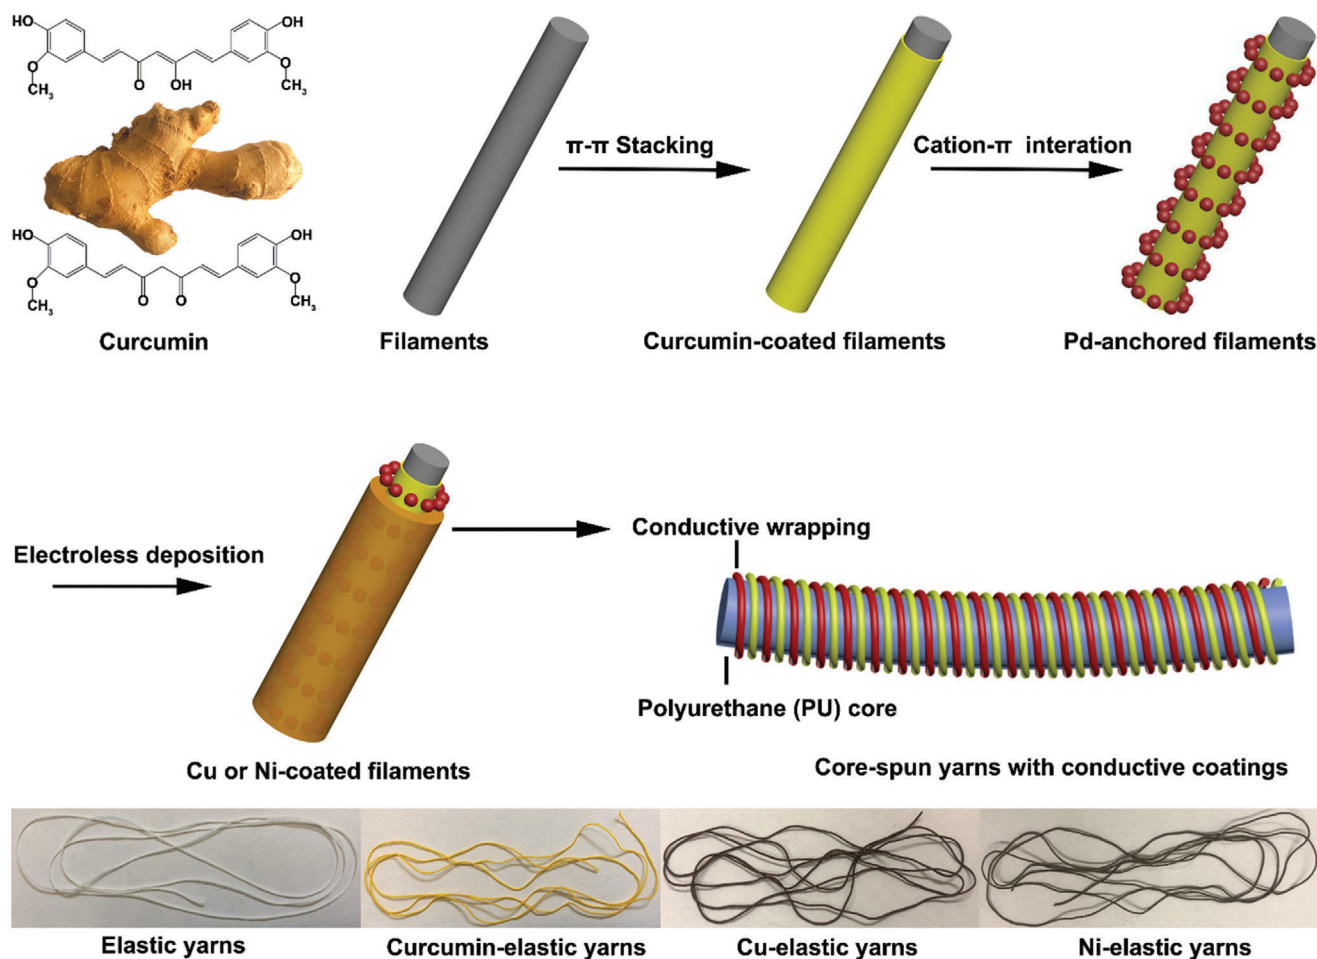 HO
OH
O
CH3
O
OH
O
CH3
π-π Stacking
Cation-π interation
HO
OH
O
CH3
O
O
O
CH3
Curcumin
Filaments
Curcumin-coated filaments
Pd-anchored filaments
Electroless deposition
Conductive wrapping
Polyurethane (PU) core
Cu or Ni-coated filaments
Core-spun yarns with conductive coatings
Elastic yarns
Curcumin-elastic yarns
Cu-elastic yarns
Ni-elastic yarns